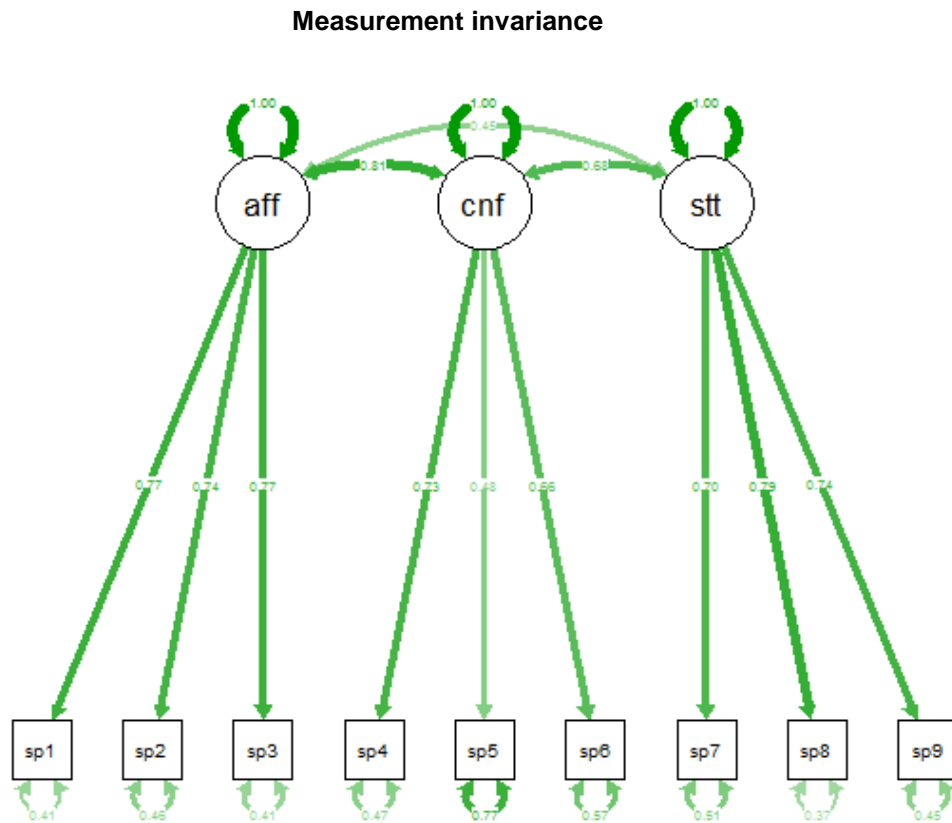 Measurement invariance
1.00 1.00 1.00
0.45
0.81 0.68
aff cnf stt
0.77 0.74 0.77 0.73 0.48 0.66 0.70 0.79 0.74
sp1 sp2 sp3 sp4 sp5 sp6 sp7 sp8 sp9
0.41 0.46 0.41 0.47 0.77 0.57 0.51 0.37 0.45